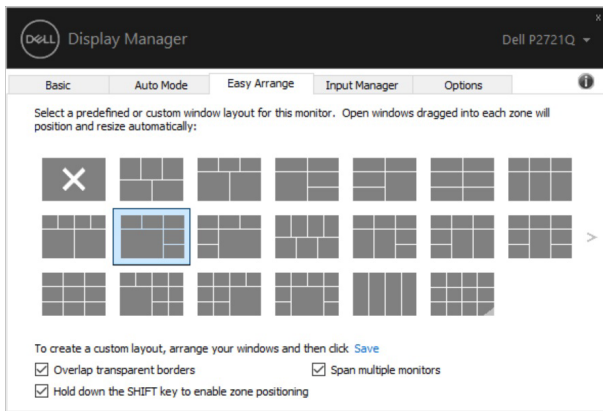 DELL Display Manager Dell P2721Q
Basic Auto Mode Easy Arrange Input Manager Options
Select a predefined or custom window layout for this monitor. Open windows dragged into each zone will
position and resize automatically:
To create a custom layout, arrange your windows and then click Save
Overlap transparent borders Span multiple monitors
Hold down the SHIFT key to enable zone positioning